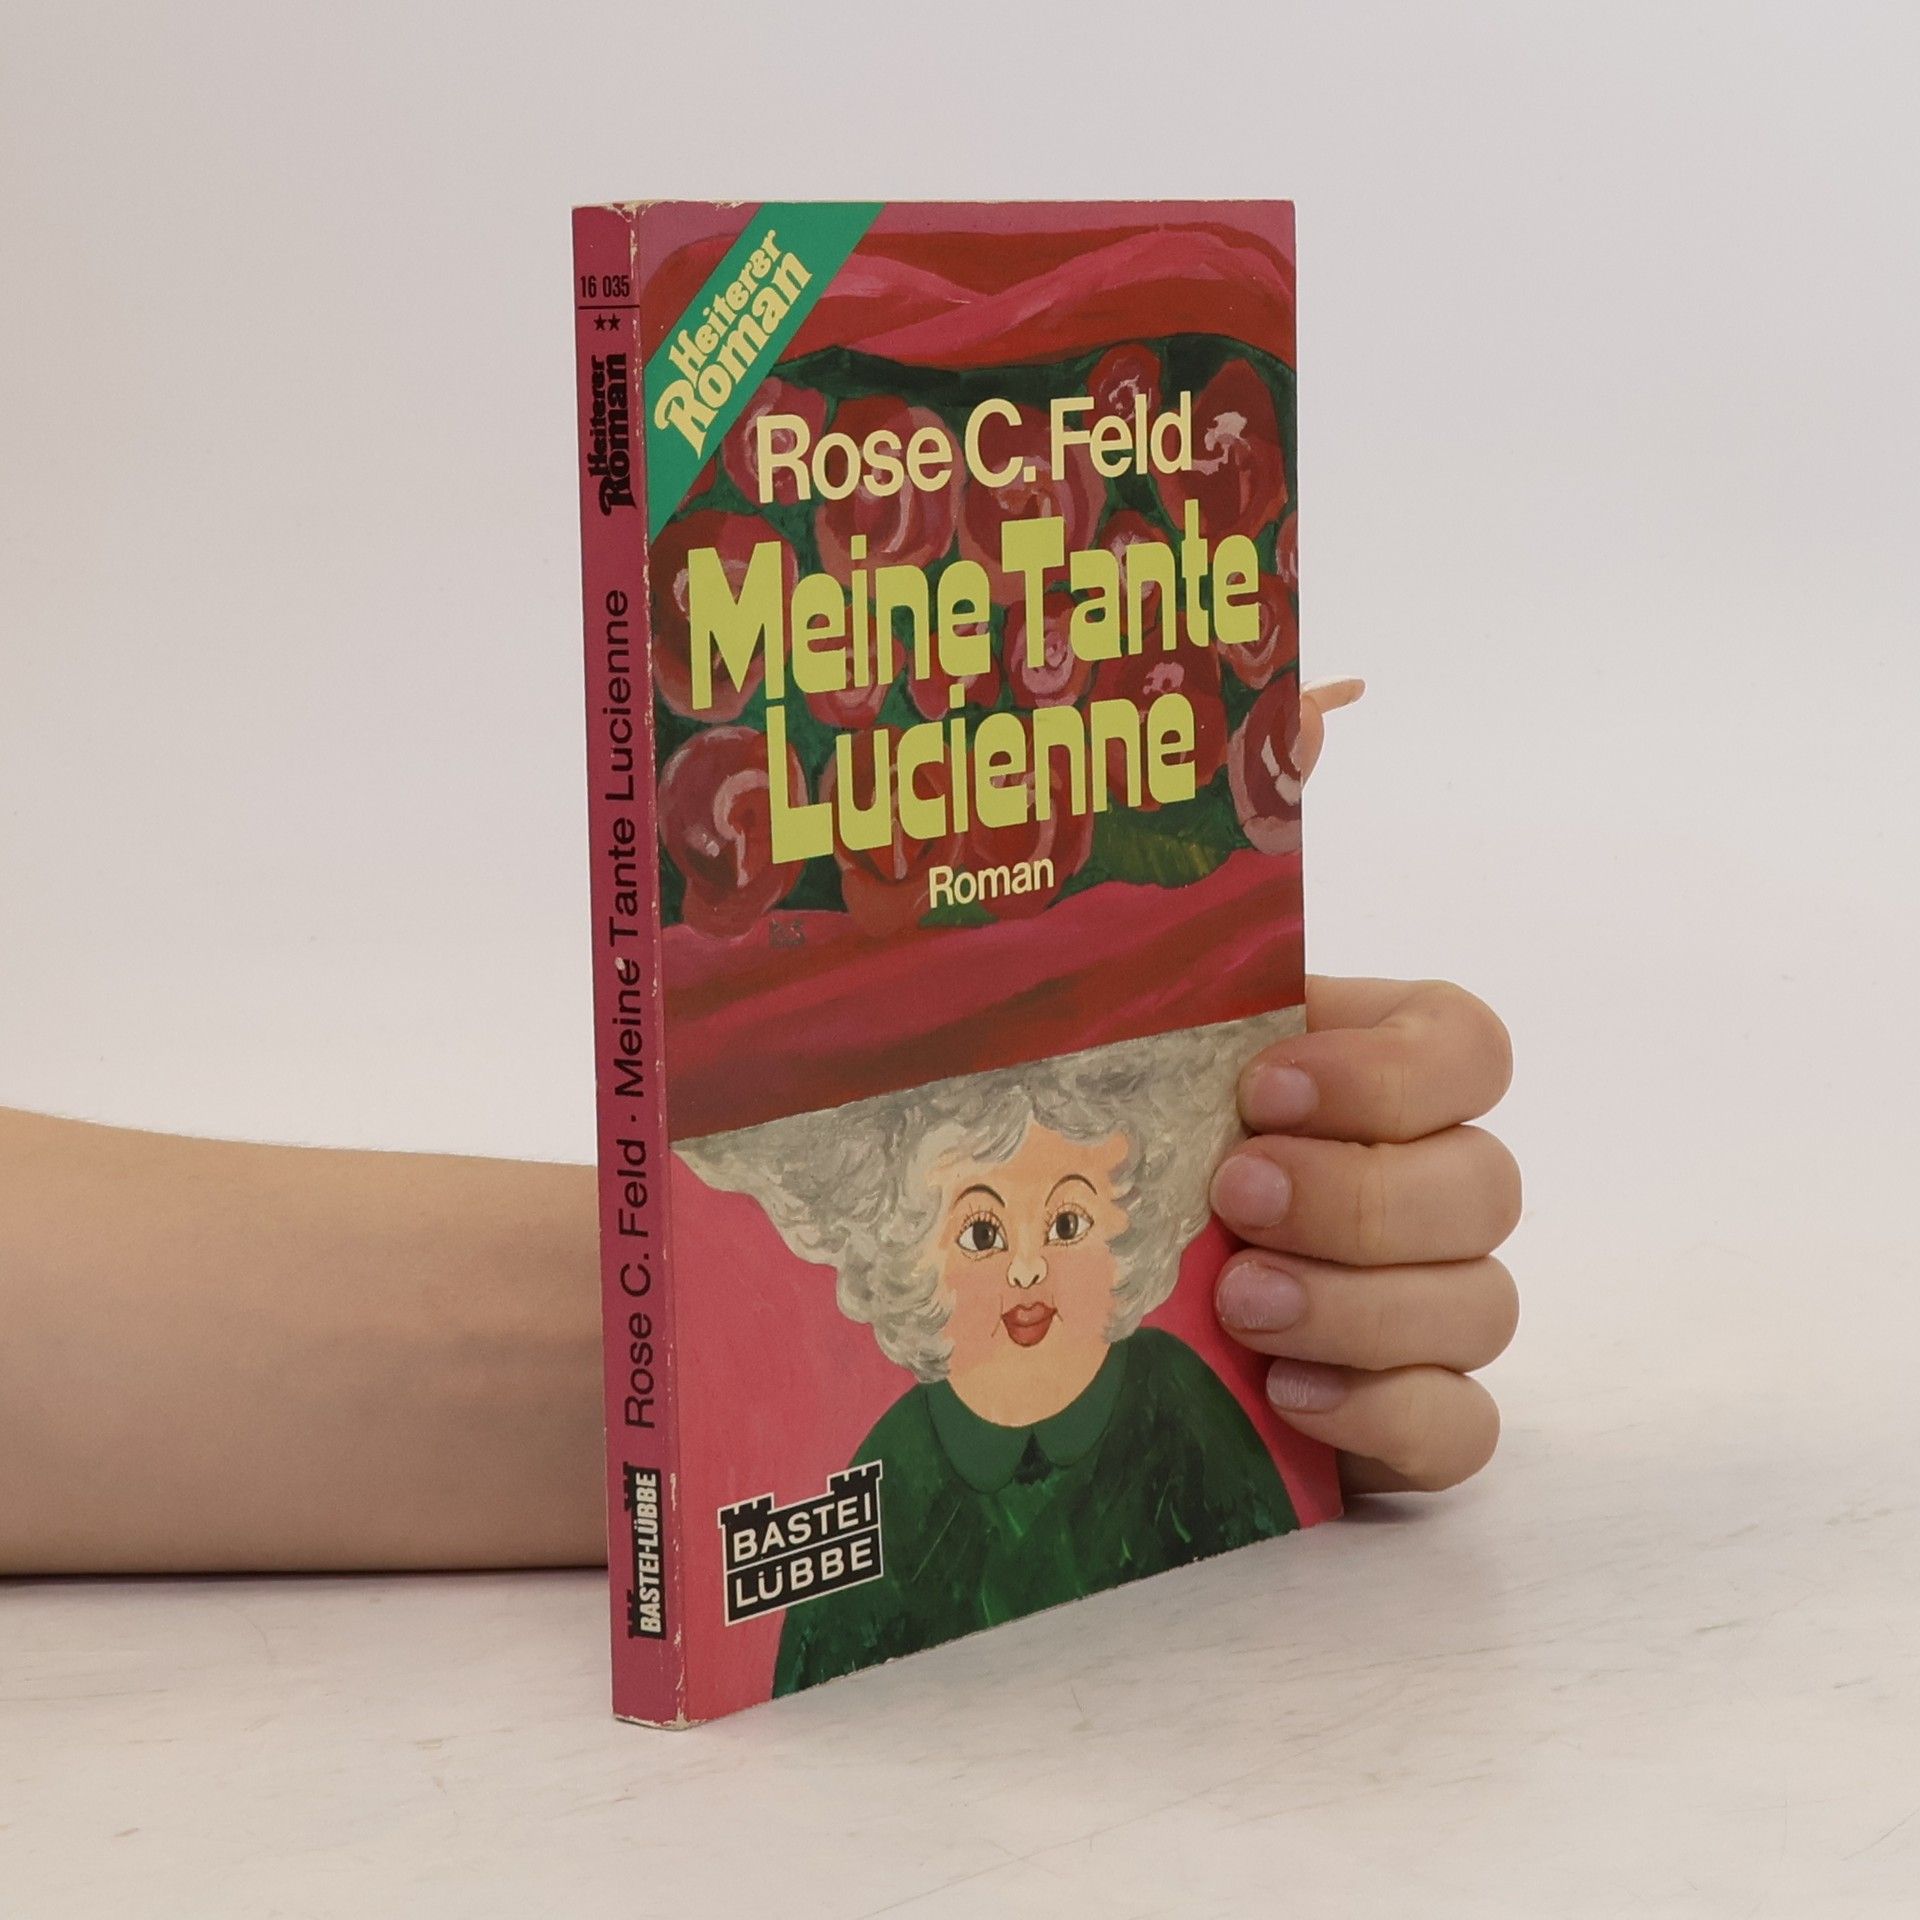 16 035
Heiterer
Roman
Rose C. Feld · Meine Tante Lucienne
BASTEI-LÜBBE
Heiterer
Roman
Rose C. Feld
Meine Tante
Lucienne
Roman
BASTEI
LÜBBE